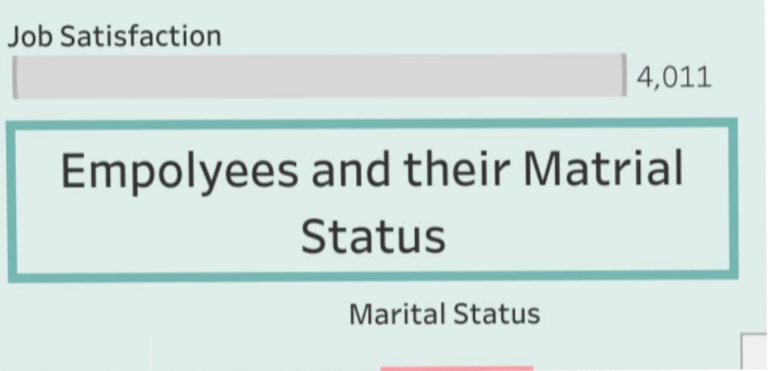 Job Satisfaction
4,011
Empolyees and their Matrial
Status
Marital Status